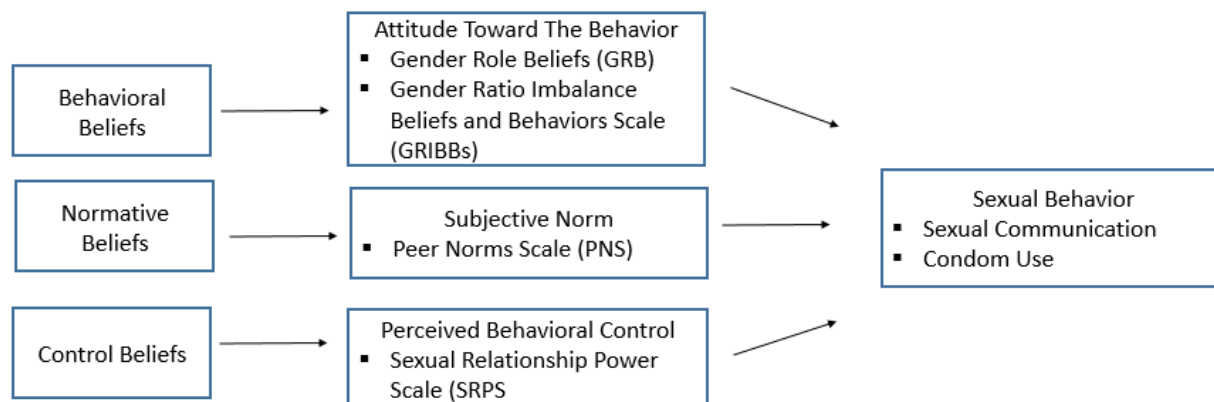 Behavioral
Beliefs
Attitude Toward The Behavior
▪ Gender Role Beliefs (GRB)
▪ Gender Ratio Imbalance
Beliefs and Behaviors Scale
(GRIBBs)
Normative
Beliefs
Subjective Norm
▪ Peer Norms Scale (PNS)
Control Beliefs
Perceived Behavioral Control
▪ Sexual Relationship Power
Scale (SRPS
Sexual Behavior
▪ Sexual Communication
▪ Condom Use